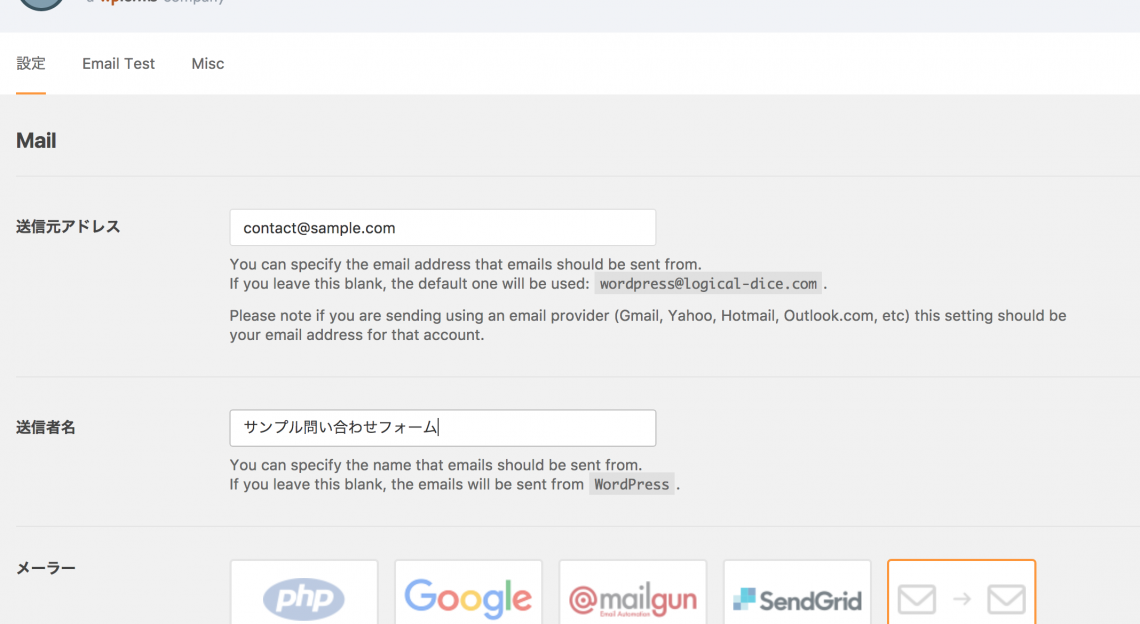 a wpforms company
設定 Email Test Misc
Mail
送信元アドレス
contact@sample.com
You can specify the email address that emails should be sent from.
If you leave this blank, the default one will be used: wordpress@logical-dice.com .
Please note if you are sending using an email provider (Gmail, Yahoo, Hotmail, Outlook.com, etc) this setting should be
your email address for that account.
送信者名
サンプル問い合わせフォーム
You can specify the name that emails should be sent from.
If you leave this blank, the emails will be sent from WordPress .
メーラー
php Google @mailgun SendGrid
Email Automation